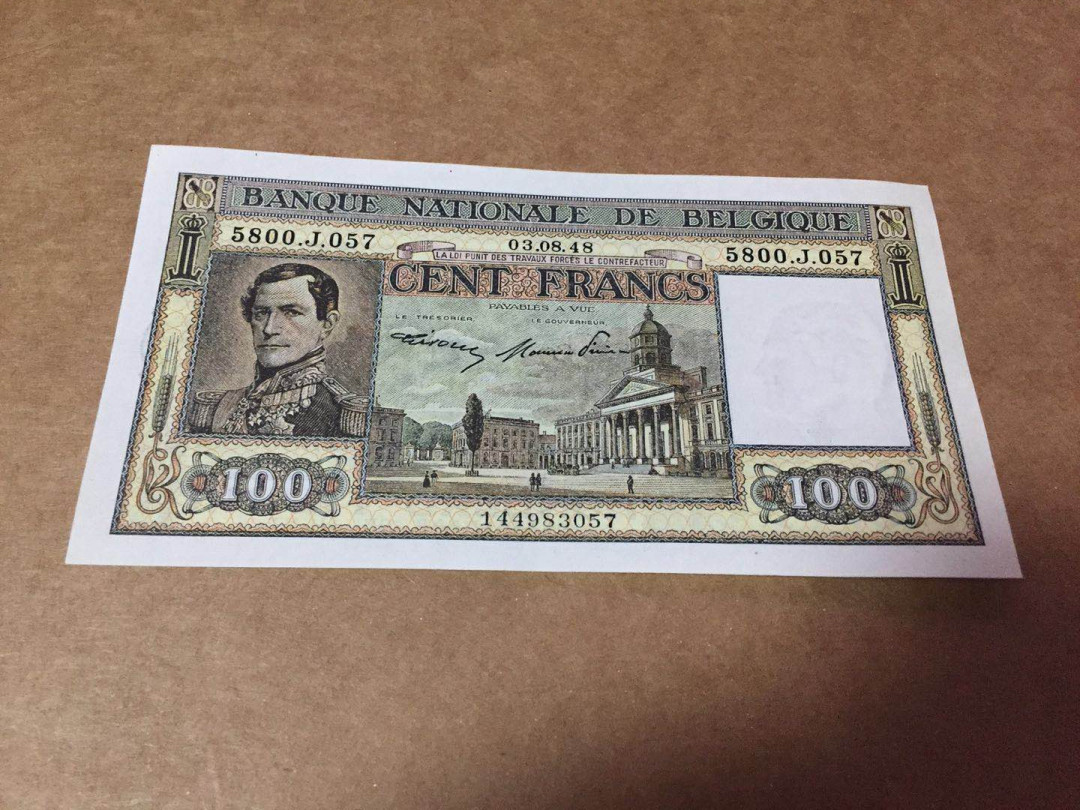 BANQUE NATIONALE DE BELGIQUE
5800.J.057
03.08.48
5800.J.057
LA LOI PUNIT DES TRAVAUX FORCÉS LE CONTREFACTEUR
CENT FRANCS
PAYABLES A VUE
LE TRÉSORIER
LE GOUVERNEUR
100
100
144983057